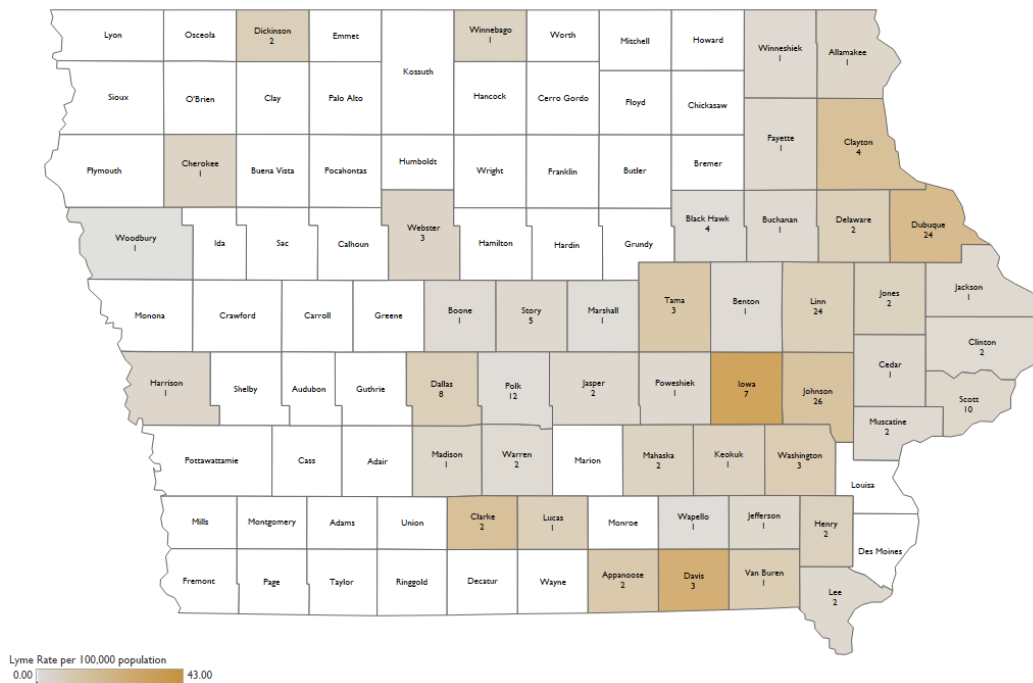 Lyon
Osceola
Dickinson
2
Emmet
Winnebago
1
Worth
Mitchell
Howard
Winneshiek
1
Allamakee
1
Kossuth
Sioux
O'Brien
Clay
Palo Alto
Hancock
Cerro Gordo
Floyd
Chickasaw
Fayette
1
Clayton
4
Plymouth
Cherokee
1
Buena Vista
Pocahontas
Humboldt
Wright
Franklin
Butler
Bremer
Woodbury
1
Ida
Sac
Calhoun
Webster
3
Hamilton
Hardin
Grundy
Black Hawk
4
Buchanan
1
Delaware
2
Dubuque
24
Monona
Crawford
Carroll
Greene
Boone
1
Story
5
Marshall
1
Tama
3
Benton
1
Linn
24
Jones
2
Jackson
1
Clinton
2
Harrison
1
Shelby
Audubon
Guthrie
Dallas
8
Polk
12
Jasper
2
Poweshiek
1
Iowa
7
Johnson
26
Cedar
1
Scott
10
Muscatine
2
Pottawattamie
Cass
Adair
Madison
1
Warren
2
Marion
Mahaska
2
Keokuk
1
Washington
3
Louisa
Mills
Montgomery
Adams
Union
Clarke
2
Lucas
1
Monroe
Wapello
1
Jefferson
1
Henry
2
Des Moines
Fremont
Page
Taylor
Ringgold
Decatur
Wayne
Appanoose
2
Davis
3
Van Buren
1
Lee
2
Lyme Rate per 100,000 population
0.00 43.00